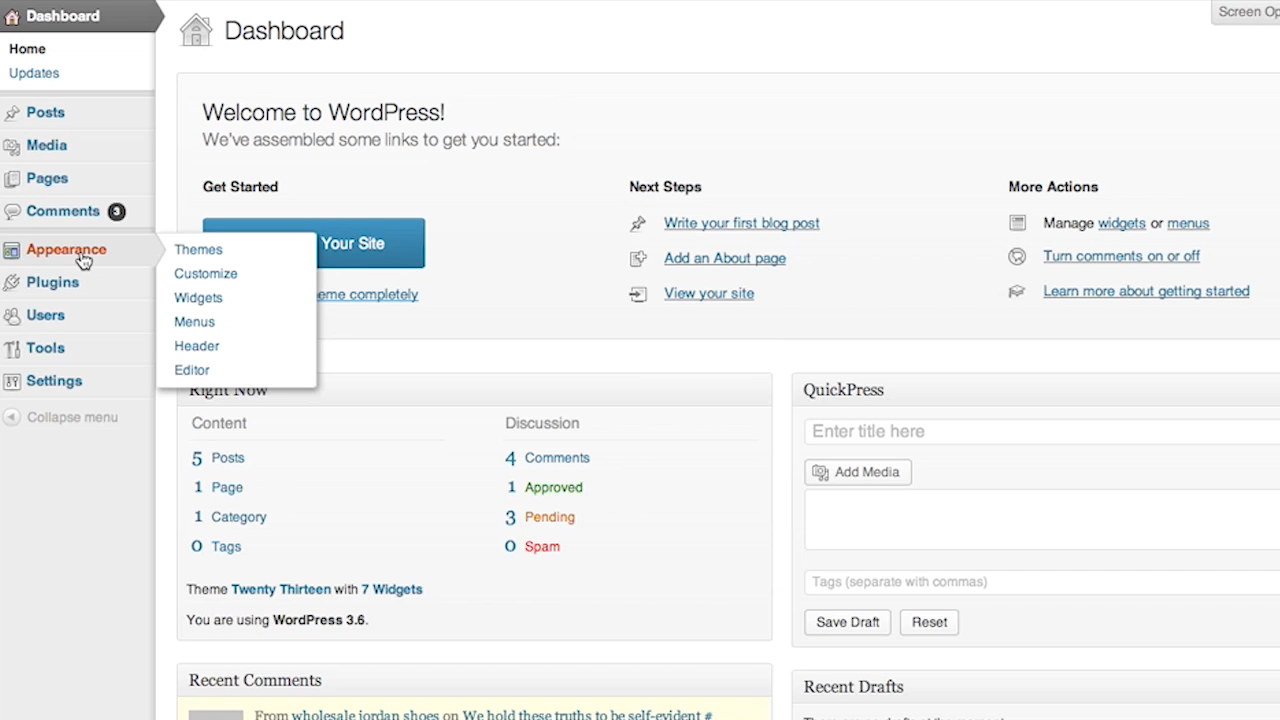 Dashboard
Home
Updates
Posts
Media
Pages
Comments 3
Appearance
Plugins
Users
Tools
Settings
Collapse menu
Themes
Customize
Widgets
Menus
Header
Editor
Dashboard
Screen Op
Welcome to WordPress!
We've assembled some links to get you started:
Get Started
Your Site
eme completely
Next Steps
Write your first blog post
Add an About page
View your site
More Actions
Manage widgets or menus
Turn comments on or off
Learn more about getting started
Right Now
Content
5 Posts
1 Page
1 Category
0 Tags
Discussion
4 Comments
1 Approved
3 Pending
0 Spam
Theme Twenty Thirteen with 7 Widgets
You are using WordPress 3.6.
QuickPress
Enter title here
Add Media
Tags (separate with commas)
Save Draft
Reset
Recent Comments
From wholesale jordan shoes on We hold these truths to be self-evident #
Recent Drafts
There are no drafts at the moment